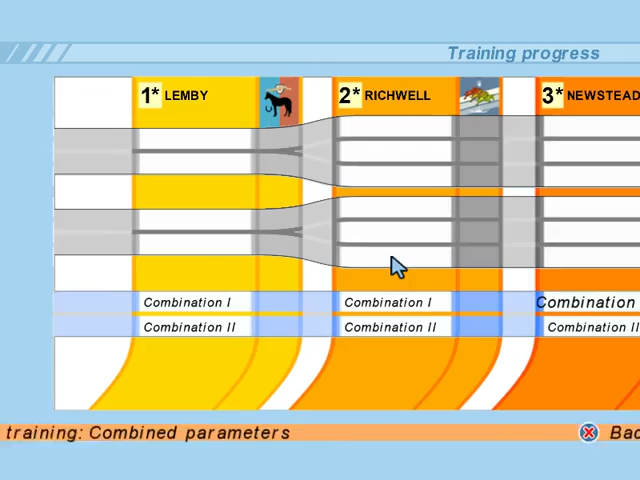 Training progress
1* LEMBY
2* RICHWELL
3* NEWSTEAD
Combination I
Combination I
Combination
Combination II
Combination II
Combination II
training: Combined parameters
Bac